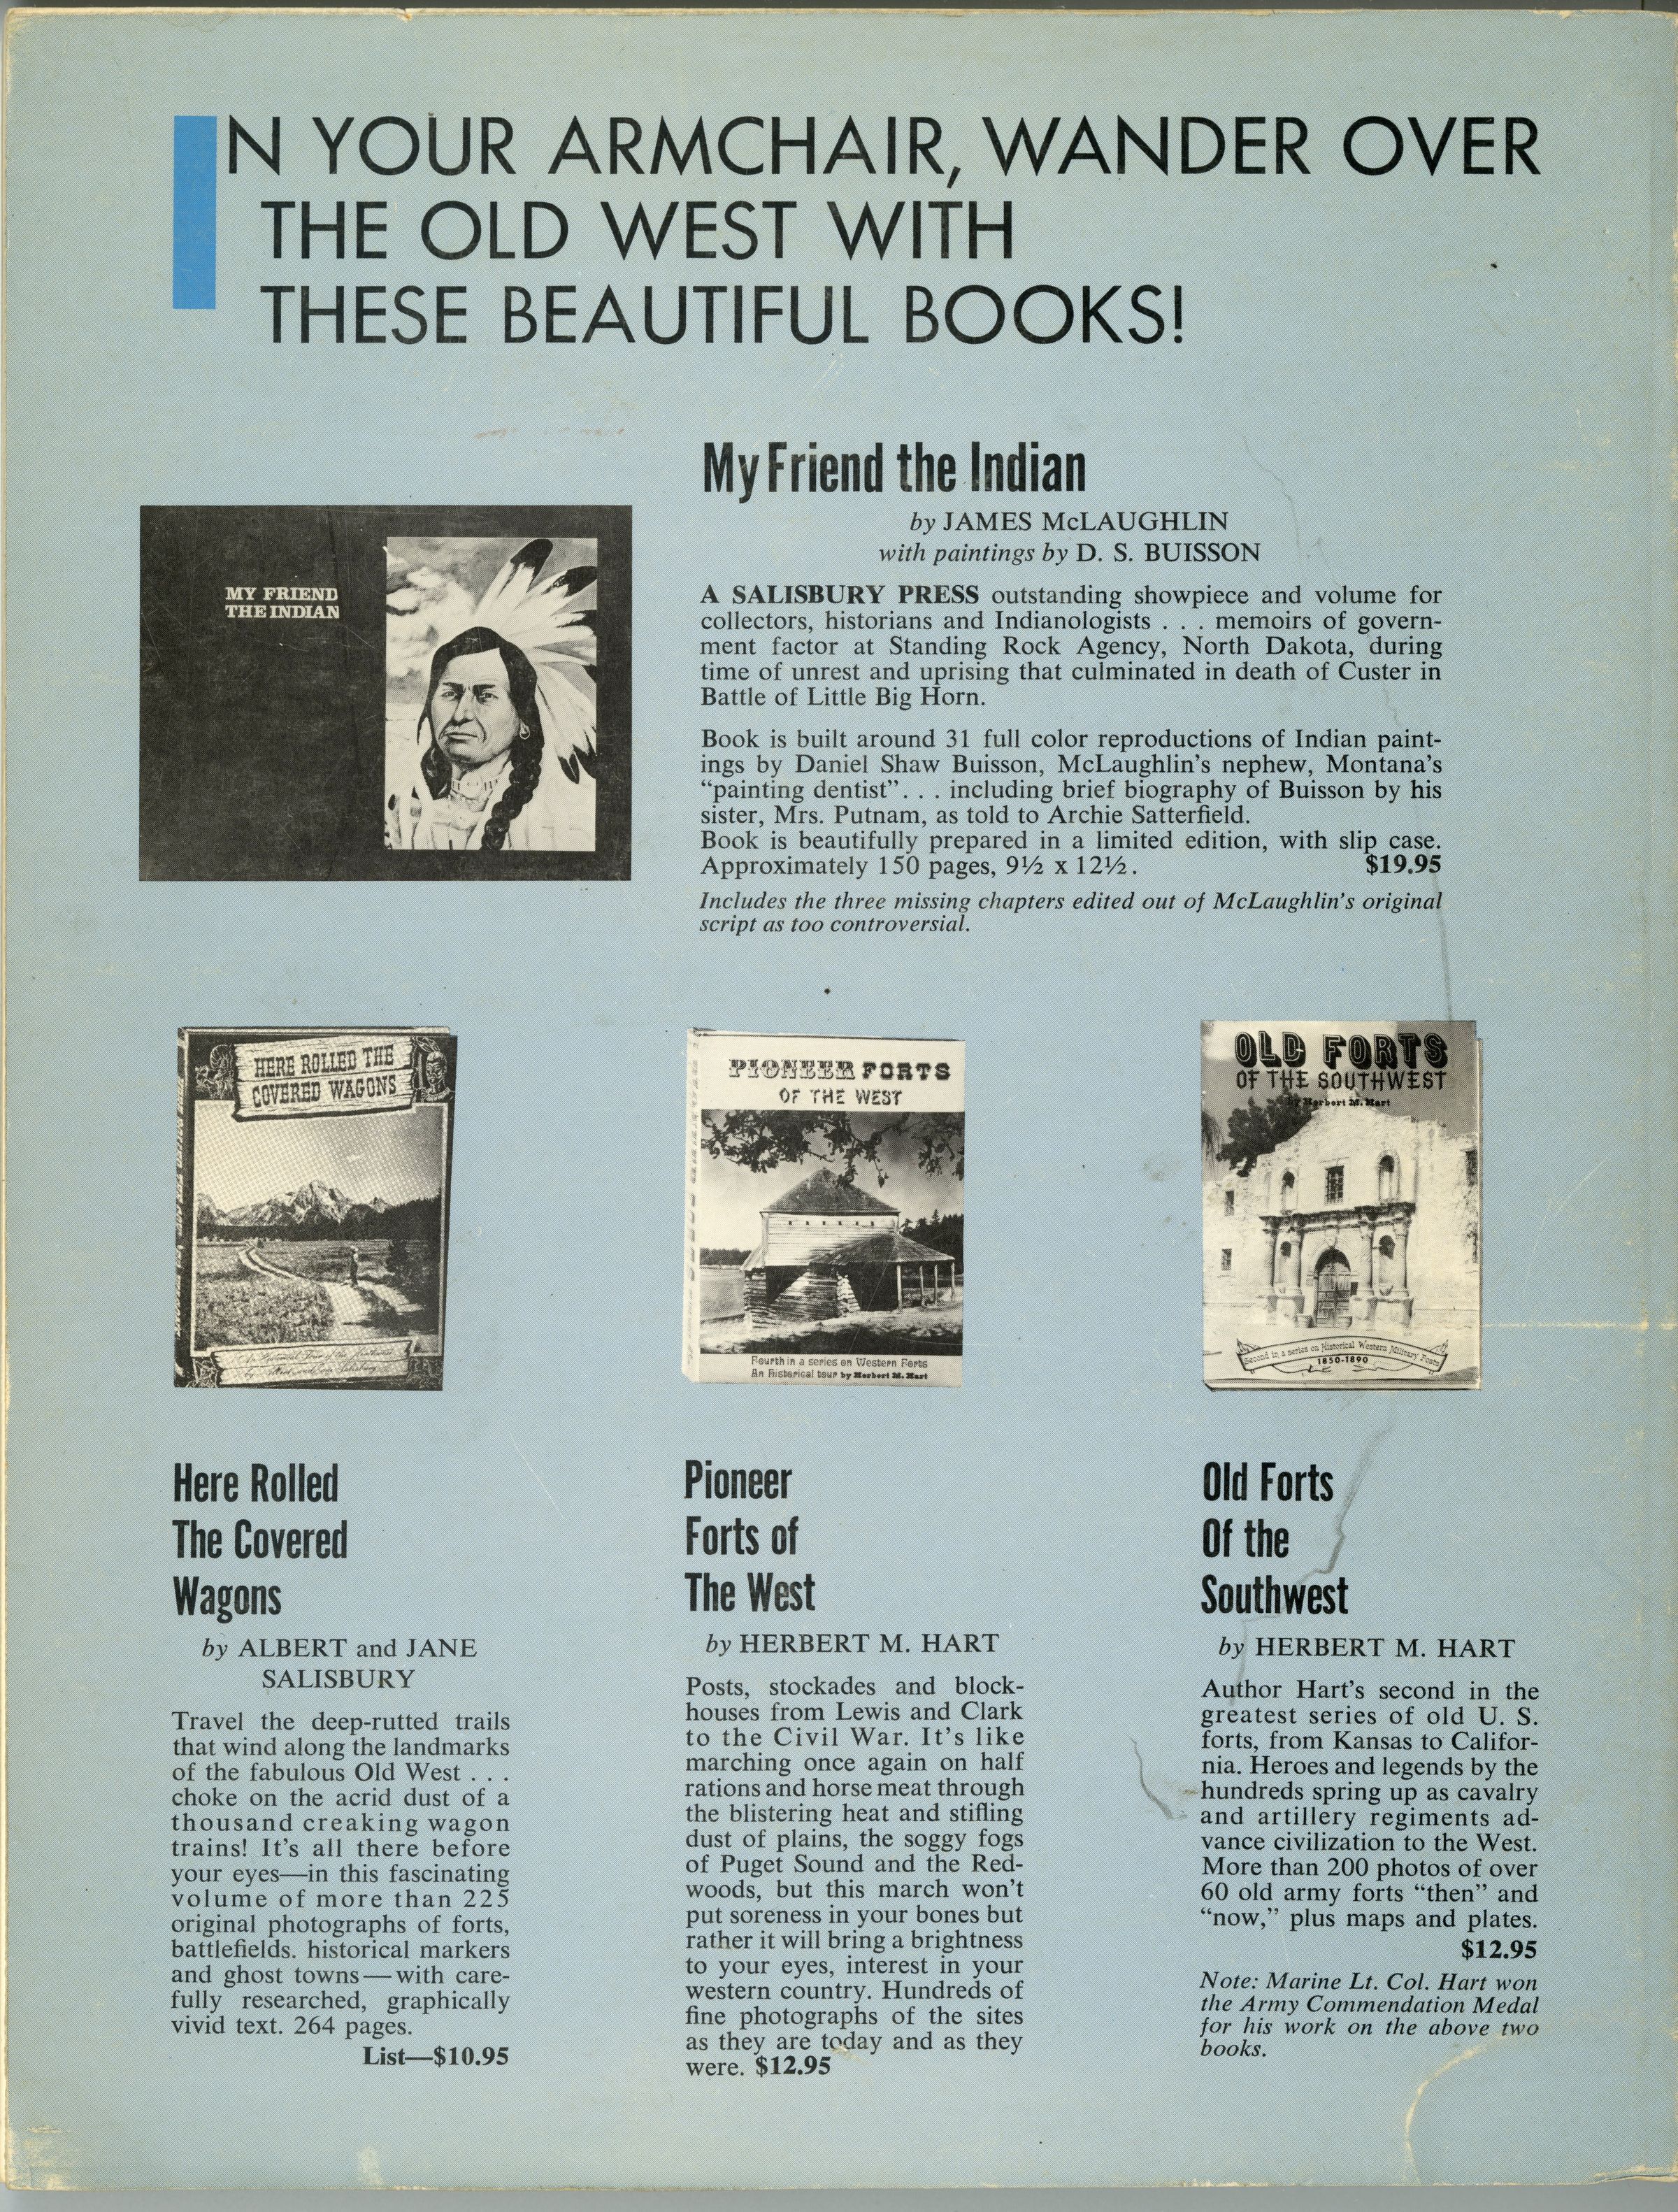 IN YOUR ARMCHAIR, WANDER OVER
THE OLD WEST WITH
THESE BEAUTIFUL BOOKS!
My Friend the Indian
by JAMES McLAUGHLIN
with paintings by D. S. BUISSON
MY FRIEND
THE INDIAN
A SALISBURY PRESS outstanding showpiece and volume for
collectors, historians and Indianologists . . . memoirs of govern-
ment factor at Standing Rock Agency, North Dakota, during
time of unrest and uprising that culminated in death of Custer in
Battle of Little Big Horn.
Book is built around 31 full color reproductions of Indian paint-
ings by Daniel Shaw Buisson, McLaughlin's nephew, Montana's
“painting dentist” . . . including brief biography of Buisson by his
sister, Mrs. Putnam, as told to Archie Satterfield.
Book is beautifully prepared in a limited edition, with slip case.
Approximately 150 pages, 9½ x 12½. $19.95
Includes the three missing chapters edited out of McLaughlin's original
script as too controversial.
HERE ROLLED THE
COVERED WAGONS
PIONEER FORTS
OF THE WEST
Fourth in a series on Western Forts
An Historical tour by Herbert M. Hart
OLD FORTS
OF THE SOUTHWEST
by Herbert M. Hart
Second in a series on Historical Western Military Posts
1850-1890
Here Rolled
The Covered
Wagons
by ALBERT and JANE
SALISBURY
Travel the deep-rutted trails
that wind along the landmarks
of the fabulous Old West . . .
choke on the acrid dust of a
thousand creaking wagon
trains! It's all there before
your eyes—in this fascinating
volume of more than 225
original photographs of forts,
battlefields. historical markers
and ghost towns—with care-
fully researched, graphically
vivid text. 264 pages.
List—$10.95
Pioneer
Forts of
The West
by HERBERT M. HART
Posts, stockades and block-
houses from Lewis and Clark
to the Civil War. It's like
marching once again on half
rations and horse meat through
the blistering heat and stifling
dust of plains, the soggy fogs
of Puget Sound and the Red-
woods, but this march won't
put soreness in your bones but
rather it will bring a brightness
to your eyes, interest in your
western country. Hundreds of
fine photographs of the sites
as they are today and as they
were. $12.95
Old Forts
Of the
Southwest
by HERBERT M. HART
Author Hart's second in the
greatest series of old U. S.
forts, from Kansas to Califor-
nia. Heroes and legends by the
hundreds spring up as cavalry
and artillery regiments ad-
vance civilization to the West.
More than 200 photos of over
60 old army forts “then” and
“now,” plus maps and plates.
$12.95
Note: Marine Lt. Col. Hart won
the Army Commendation Medal
for his work on the above two
books.